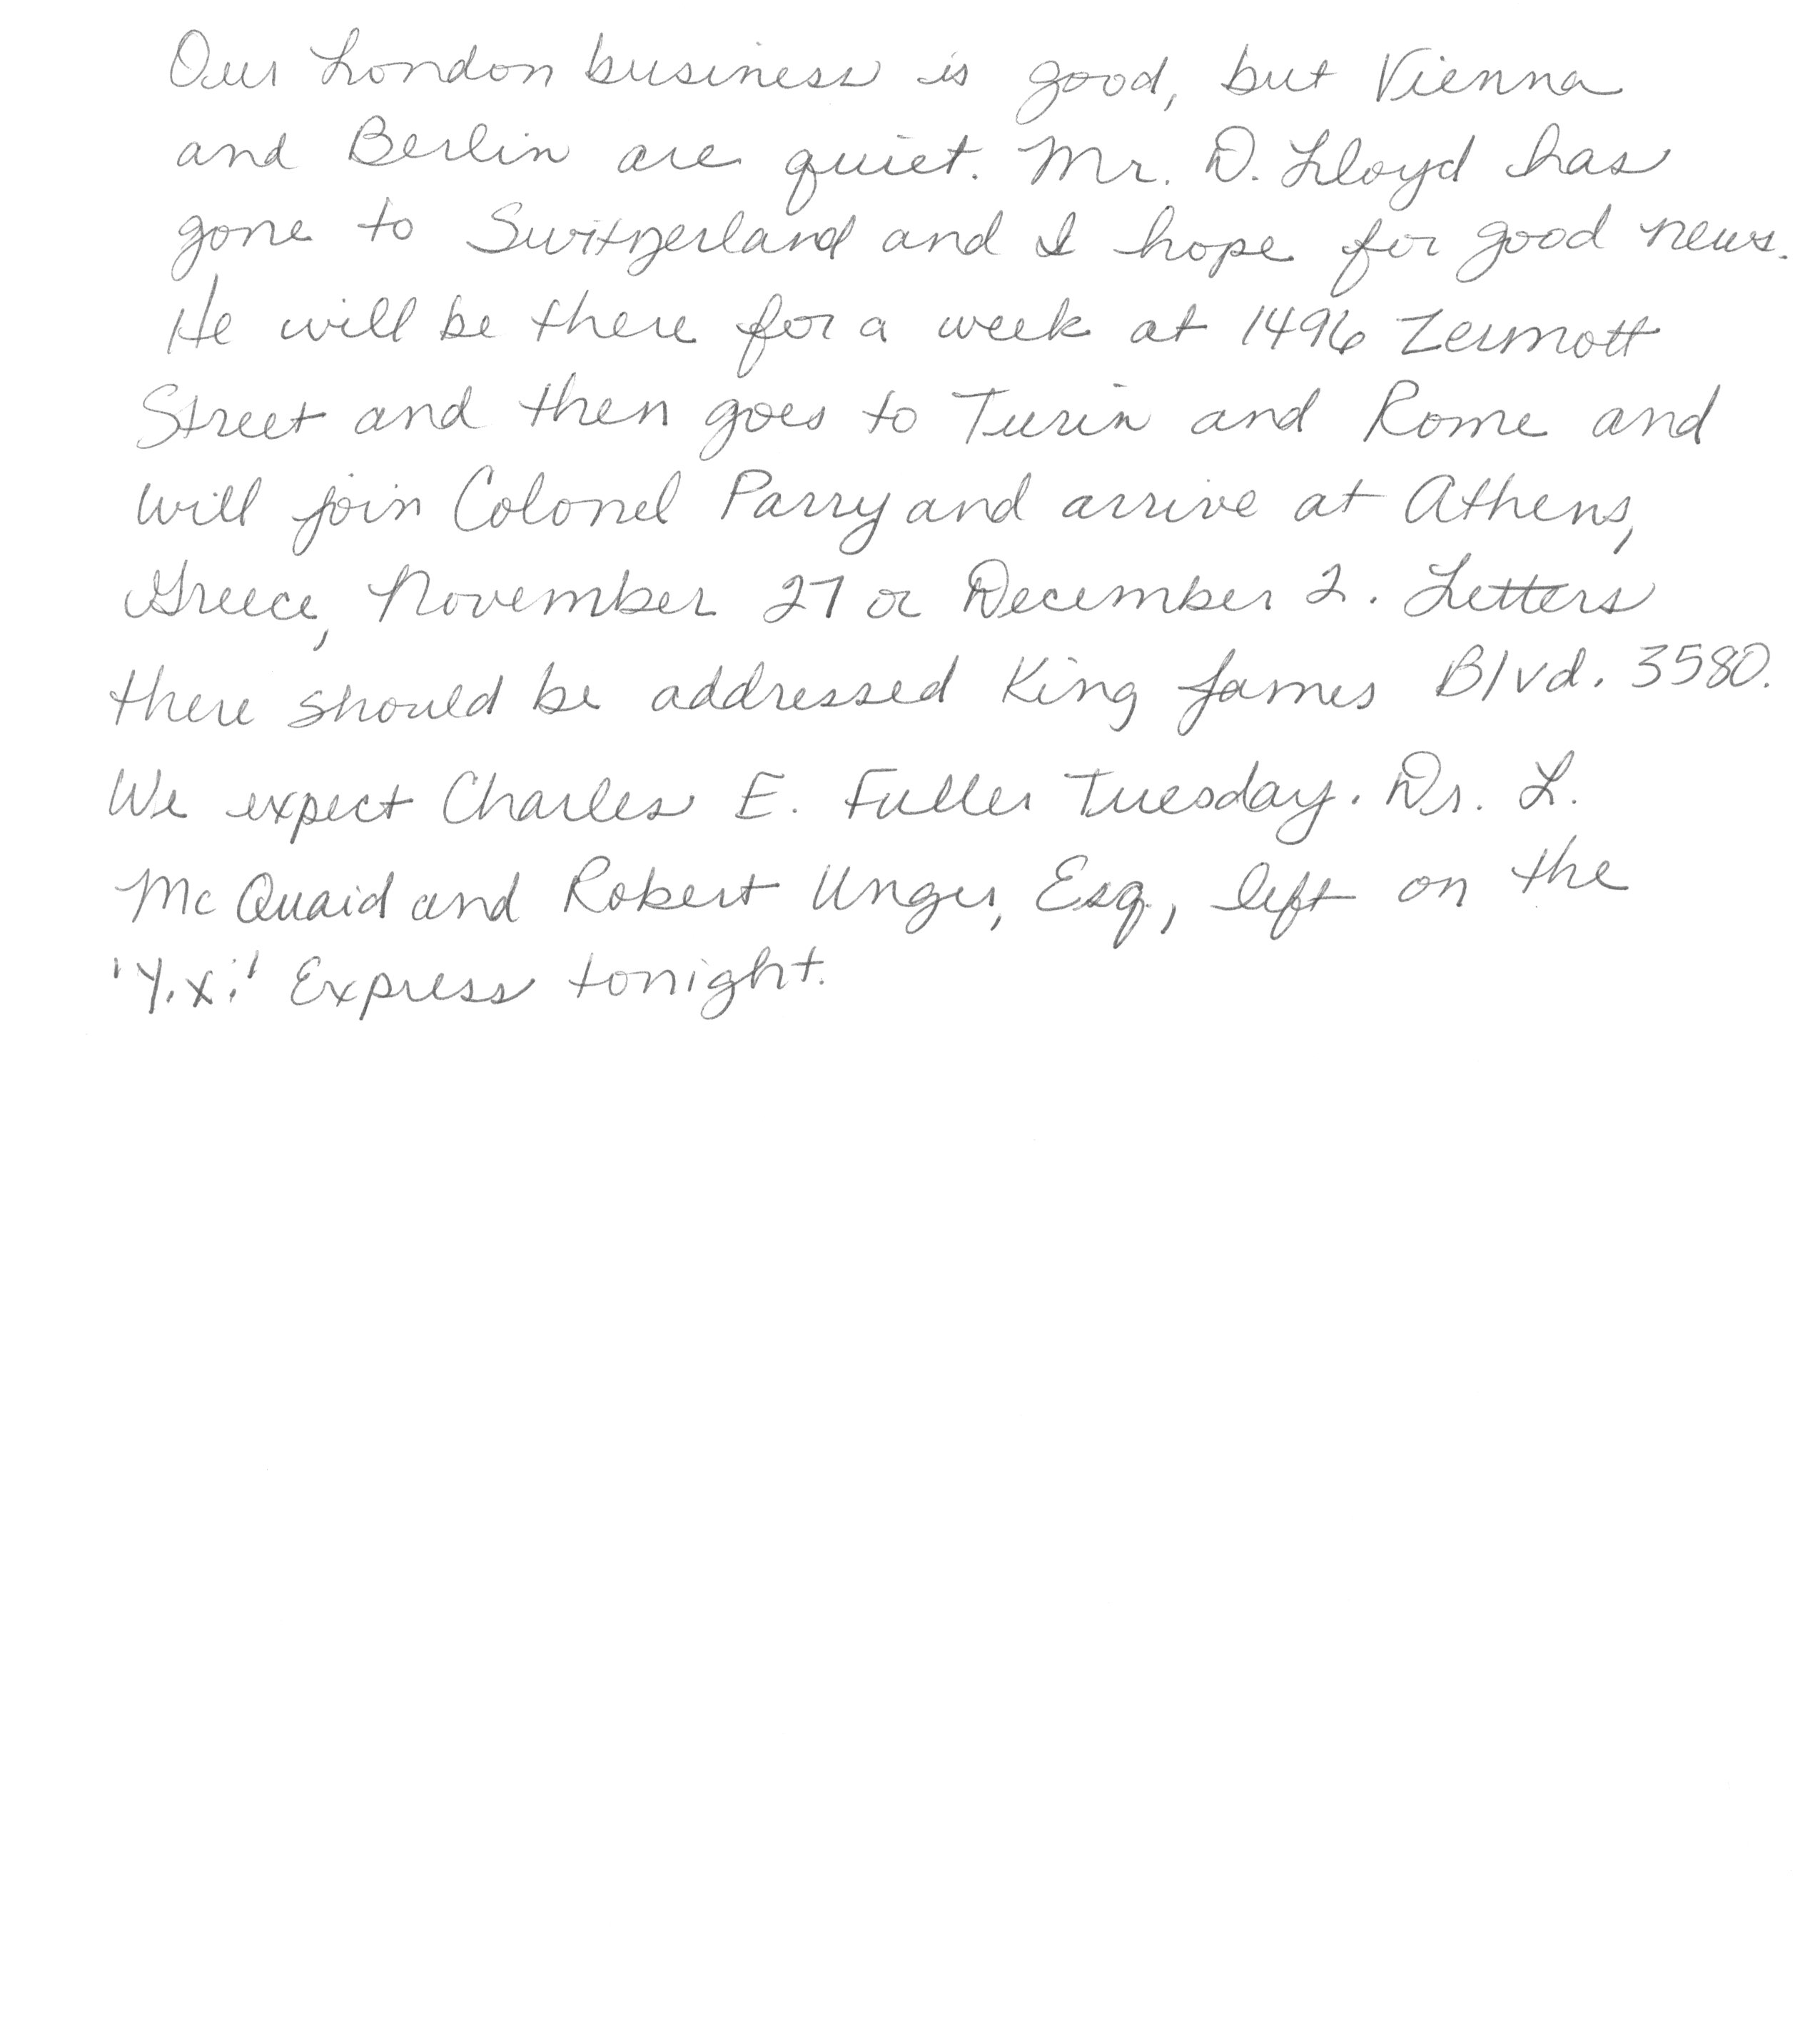 Our London business is good, but Vienna
and Berlin are quiet. Mr. D. Lloyd has
gone to Switzerland and I hope for good news.
He will be there for a week at 1496 Zermott
Street and then goes to Turin and Rome and
will join Colonel Parry and arrive at Athens,
Greece, November 27 or December 2. Letters
there should be addressed King James Blvd. 3580.
We expect Charles E. Fuller Tuesday. Dr. L.
McQuaid and Robert Unger, Esq., left on the
'Y.X.' Express tonight.